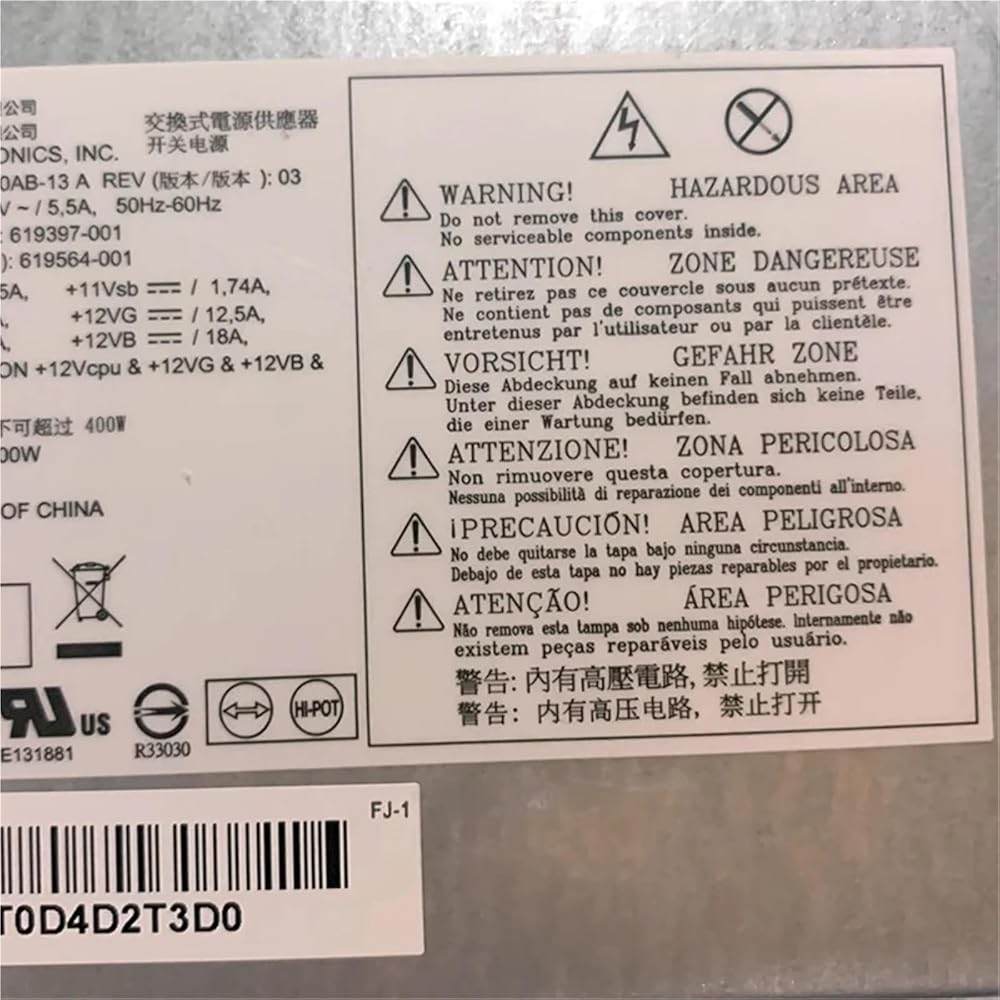 公司
公司
交換式電源供應器
开关电源
ONICS, INC.
0AB-13 A REV (版本/版本 ): 03
V ~ / 5,5A, 50Hz-60Hz
: 619397-001
): 619564-001
5A, +11Vsb / 1,74A,
+12VG / 12,5A,
+12VB / 18A,
ON +12Vcpu & +12VG & +12VB &
不可超过 400W
00W
OF CHINA
US
E131881
R33030
HI-POT
WARNING! HAZARDOUS AREA
Do not remove this cover.
No serviceable components inside.
ATTENTION! ZONE DANGEREUSE
Ne retirez pas ce couvercle sous aucun prétexte.
Ne contient pas de composants qui puissent être
entretenus par l'utilisateur ou par la clientèle.
VORSICHT! GEFAHR ZONE
Diese Abdeckung auf keinen Fall abnehmen.
Unter dieser Abdeckung befinden sich keine Teile,
die einer Wartung bedürfen.
ATTENZIONE! ZONA PERICOLOSA
Non rimuovere questa copertura.
Nessuna possibilità di reparazione dei componenti all'interno.
¡PRECAUCIÓN! AREA PELIGROSA
No debe quitarse la tapa bajo ninguna circunstancia.
Debajo de esta tapa no hay piezas reparables por el propietario.
ATENÇÃO! ÁREA PERIGOSA
Não remova esta tampa sob nenhuma hipótese. Internamente não
existem peças reparáveis pelo usuário.
警告: 內有高壓電路, 禁止打開
警告: 内有高压电路, 禁止打开
FJ-1
T0D4D2T3D0